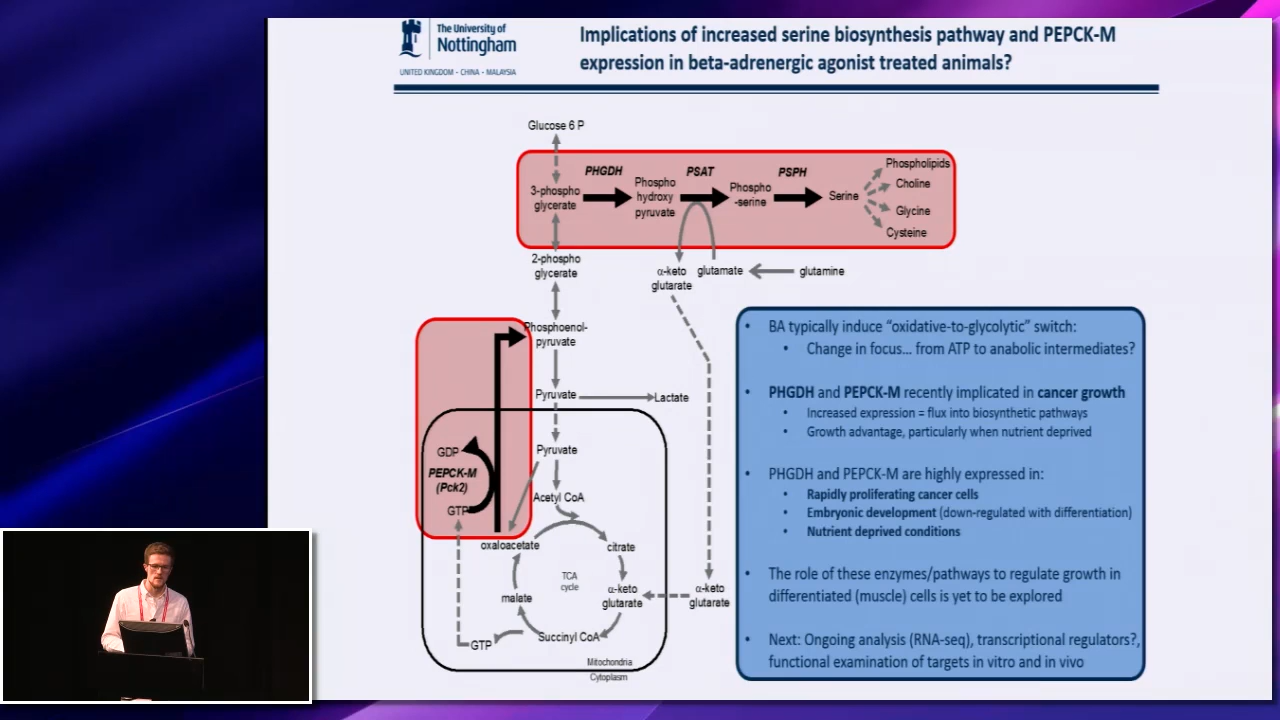 The University of
Nottingham
UNITED KINGDOM - CHINA - MALAYSIA
Implications of increased serine biosynthesis pathway and PEPCK-M
expression in beta-adrenergic agonist treated animals?
Glucose 6 P
PHGDH
PSAT
PSPH
3-phospho
glycerate
Phospho
hydroxy
pyruvate
Phospho
-serine
Serine
Phospholipids
Choline
Glycine
Cysteine
2-phospho
glycerate
α-keto
glutarate
glutamate
glutamine
Phosphoenol-
pyruvate
Pyruvate
Lactate
Pyruvate
GDP
PEPCK-M
(Pck2)
GTP
Acetyl CoA
oxaloacetate
citrate
TCA
cycle
α-keto
glutarate
α-keto
glutarate
malate
Succinyl CoA
GTP
Mitochondria
Cytoplasm
• BA typically induce “oxidative-to-glycolytic” switch:
• Change in focus... from ATP to anabolic intermediates?
• PHGDH and PEPCK-M recently implicated in cancer growth
• Increased expression = flux into biosynthetic pathways
• Growth advantage, particularly when nutrient deprived
• PHGDH and PEPCK-M are highly expressed in:
• Rapidly proliferating cancer cells
• Embryonic development (down-regulated with differentiation)
• Nutrient deprived conditions
• The role of these enzymes/pathways to regulate growth in
differentiated (muscle) cells is yet to be explored
• Next: Ongoing analysis (RNA-seq), transcriptional regulators?,
functional examination of targets in vitro and in vivo